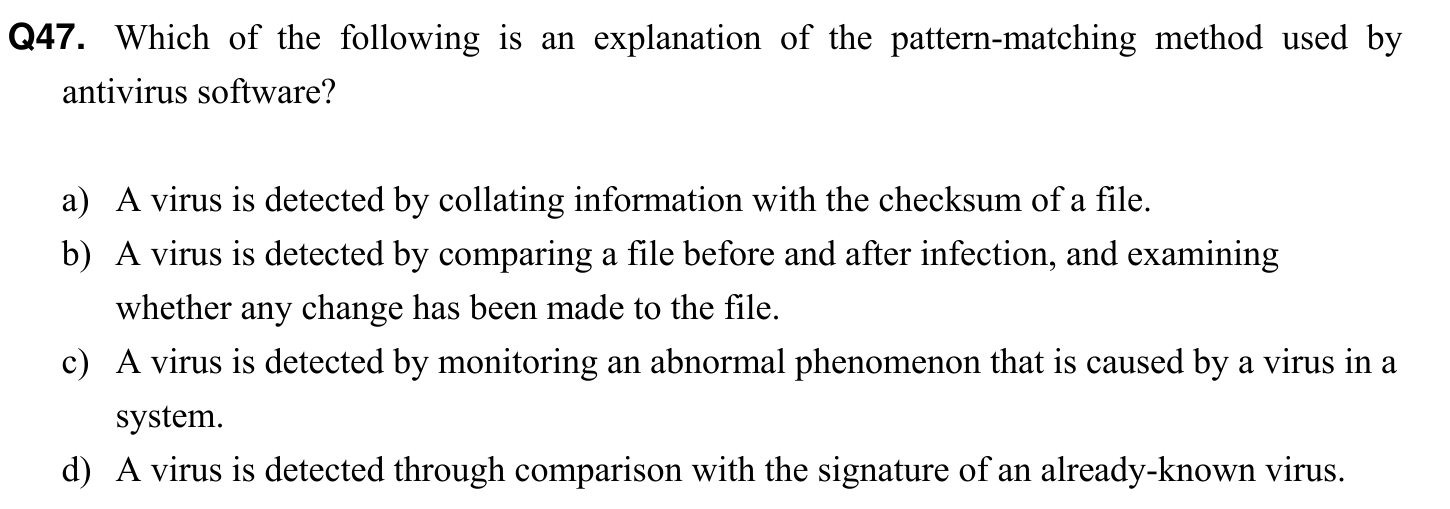 Q47. Which of the following is an explanation of the pattern-matching method used by
antivirus software?
a) A virus is detected by collating information with the checksum of a file.
b) A virus is detected by comparing a file before and after infection, and examining
whether any change has been made to the file.
c) A virus is detected by monitoring an abnormal phenomenon that is caused by a virus in a
system.
d) A virus is detected through comparison with the signature of an already-known virus.